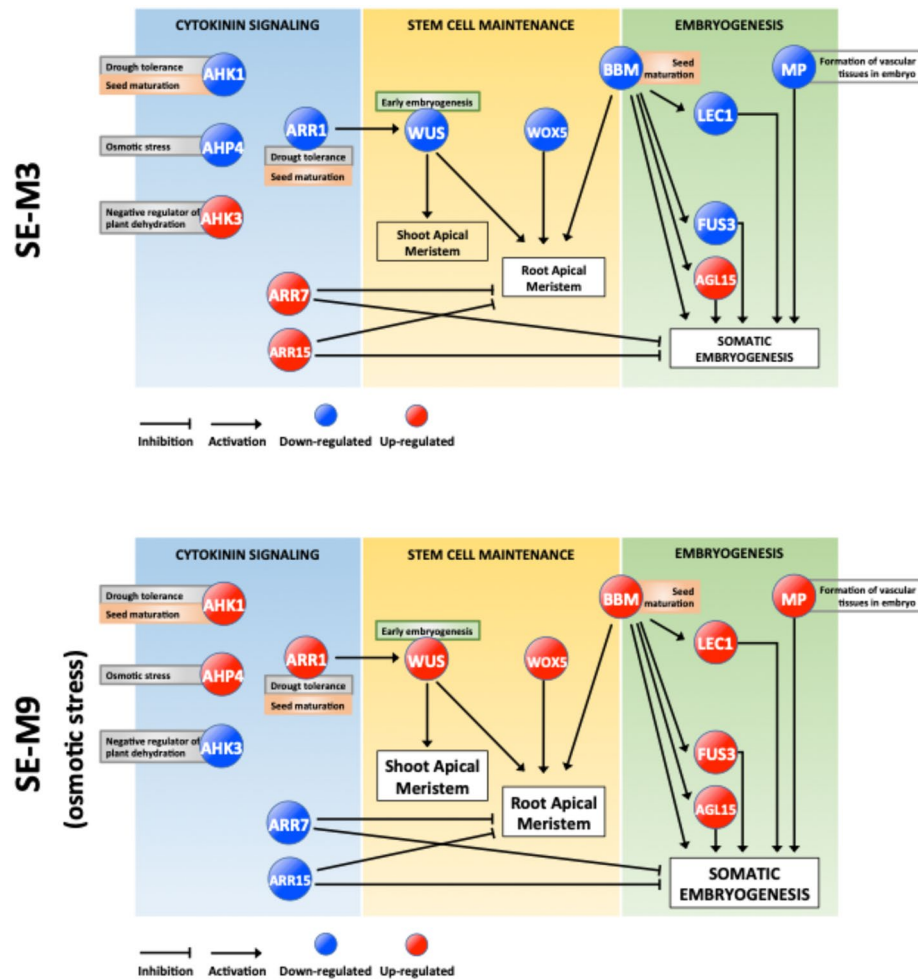 SE-M3
CYTOKININ SIGNALING
STEM CELL MAINTENANCE
EMBRYOGENESIS
Drough tolerance
Seed maturation
AHK1
BBM
Seed
maturation
MP
Formation of vascular
tissues in embryo
Early embryogenesis
LEC1
Osmotic stress
AHP4
ARR1
WUS
WOX5
Drougt tolerance
Seed maturation
Negative regulator of
plant dehydration
AHK3
Shoot Apical
Meristem
FUS3
Root Apical
Meristem
AGL15
ARR7
ARR15
SOMATIC
EMBRYOGENESIS
Inhibition
Activation
Down-regulated
Up-regulated
SE-M9
(osmotic stress)
CYTOKININ SIGNALING
STEM CELL MAINTENANCE
EMBRYOGENESIS
Drough tolerance
Seed maturation
AHK1
BBM
Seed
maturation
MP
Formation of vascular
tissues in embryo
Early embryogenesis
LEC1
Osmotic stress
AHP4
ARR1
WUS
WOX5
Drougt tolerance
Seed maturation
Negative regulator of
plant dehydration
AHK3
Shoot Apical
Meristem
FUS3
Root Apical
Meristem
AGL15
ARR7
ARR15
SOMATIC
EMBRYOGENESIS
Inhibition
Activation
Down-regulated
Up-regulated